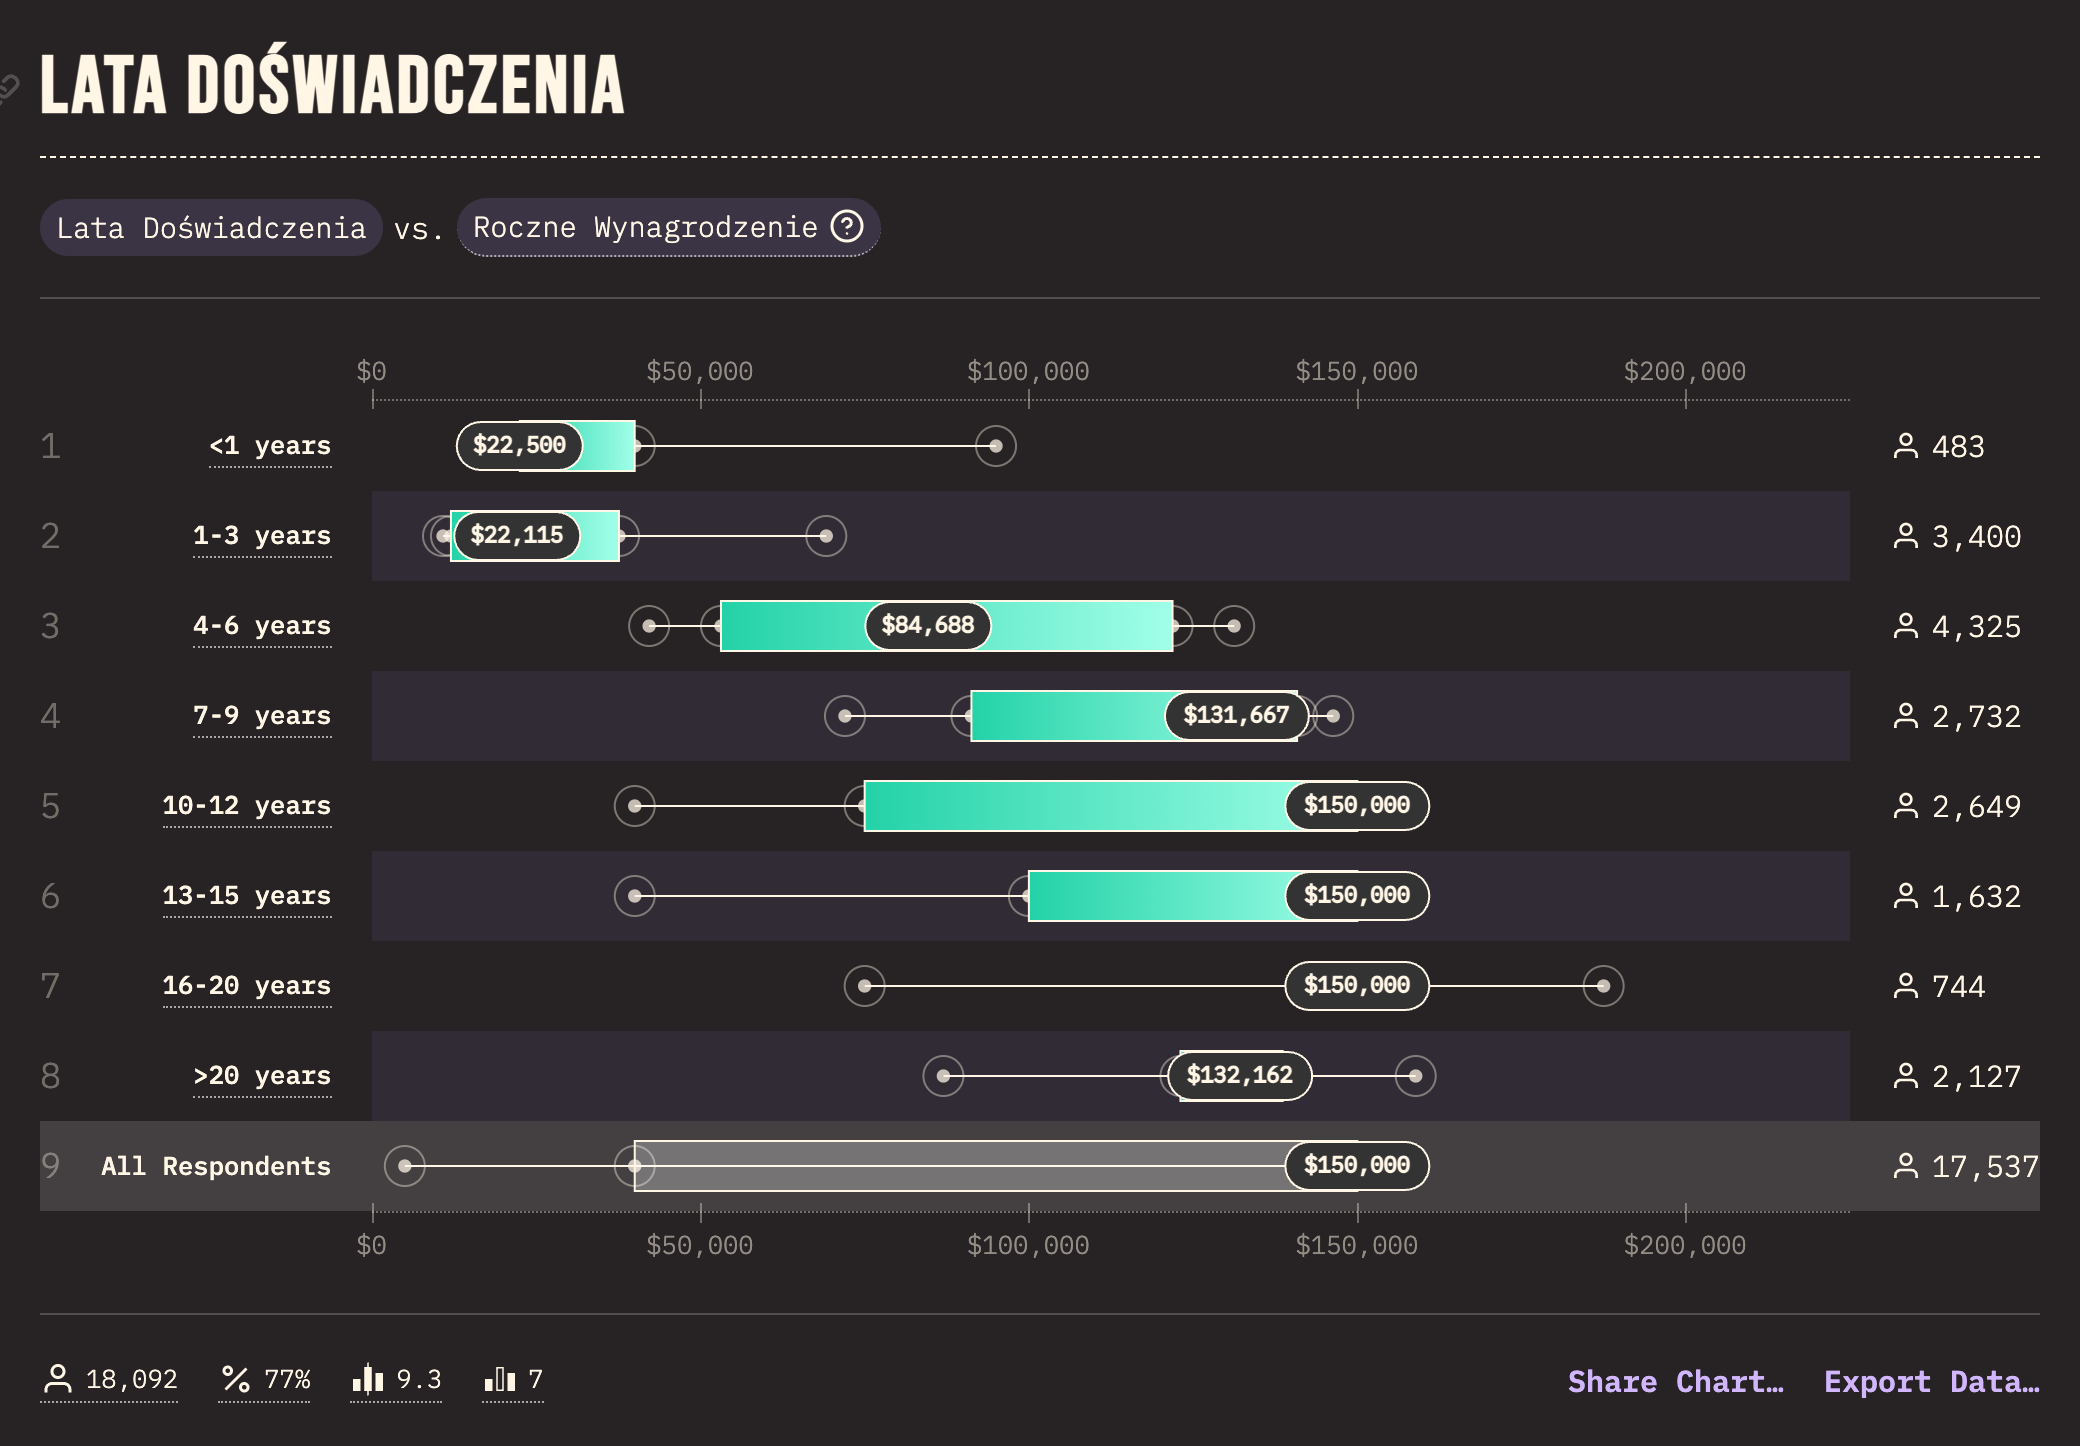 LATA DOŚWIADCZENIA
Lata Doświadczenia vs. Roczne Wynagrodzenie ?
$0 $50,000 $100,000 $150,000 $200,000
1 <1 years $22,500 483
2 1-3 years $22,115 3,400
3 4-6 years $84,688 4,325
4 7-9 years $131,667 2,732
5 10-12 years $150,000 2,649
6 13-15 years $150,000 1,632
7 16-20 years $150,000 744
8 >20 years $132,162 2,127
9 All Respondents $150,000 17,537
$0 $50,000 $100,000 $150,000 $200,000
18,092 % 77% 9.3 7 Share Chart… Export Data…